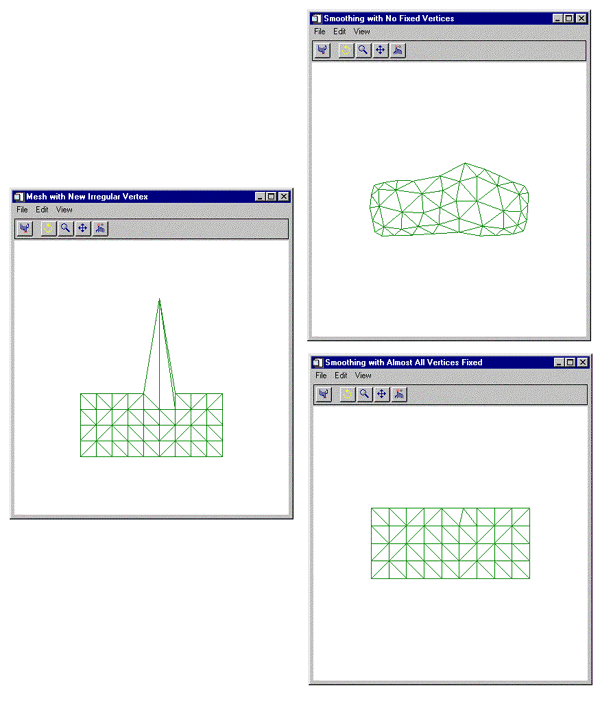 Smoothing with No Fixed Vertices
File Edit View
Mesh with New Irregular Vertex
File Edit View
Smoothing with Almost All Vertices Fixed
File Edit View